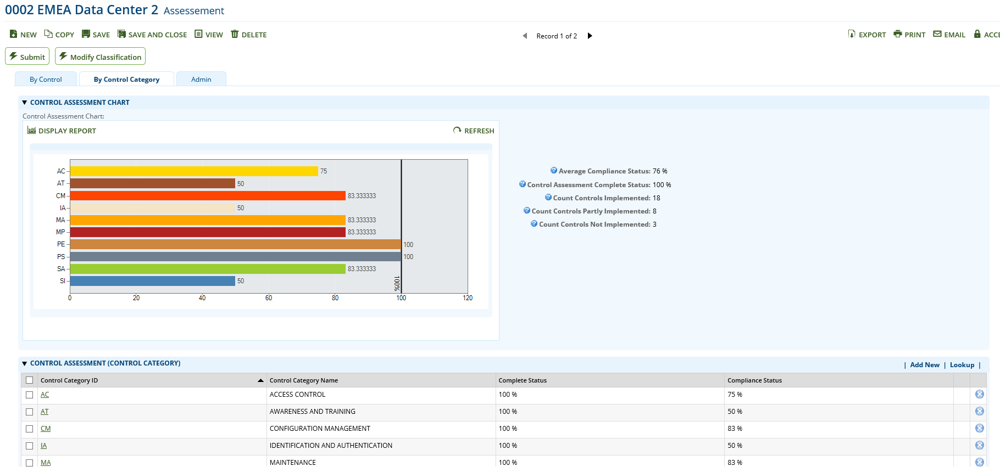 0002 EMEA Data Center 2 Assessement
NEW COPY SAVE SAVE AND CLOSE VIEW DELETE
Record 1 of 2
EXPORT PRINT EMAIL ACCE
Submit Modify Classification
By Control By Control Category Admin
CONTROL ASSESSMENT CHART
Control Assessment Chart:
DISPLAY REPORT REFRESH
AC 75
AT 50
CM 83.333333
IA 50
MA 83.333333
MP 83.333333
PE 100
PS 100
SA 83.333333
SI 50
100%
0 20 40 60 80 100 120
Average Compliance Status: 76 %
Control Assessment Complete Status: 100 %
Count Controls Implemented: 18
Count Controls Partly Implemented: 8
Count Controls Not Implemented: 3
CONTROL ASSESSMENT (CONTROL CATEGORY)
| Add New | Lookup |
Control Category ID Control Category Name Complete Status Compliance Status
AC ACCESS CONTROL 100 % 75 %
AT AWARENESS AND TRAINING 100 % 50 %
CM CONFIGURATION MANAGEMENT 100 % 83 %
IA IDENTIFICATION AND AUTHENTICATION 100 % 50 %
MA MAINTENANCE 100 % 83 %